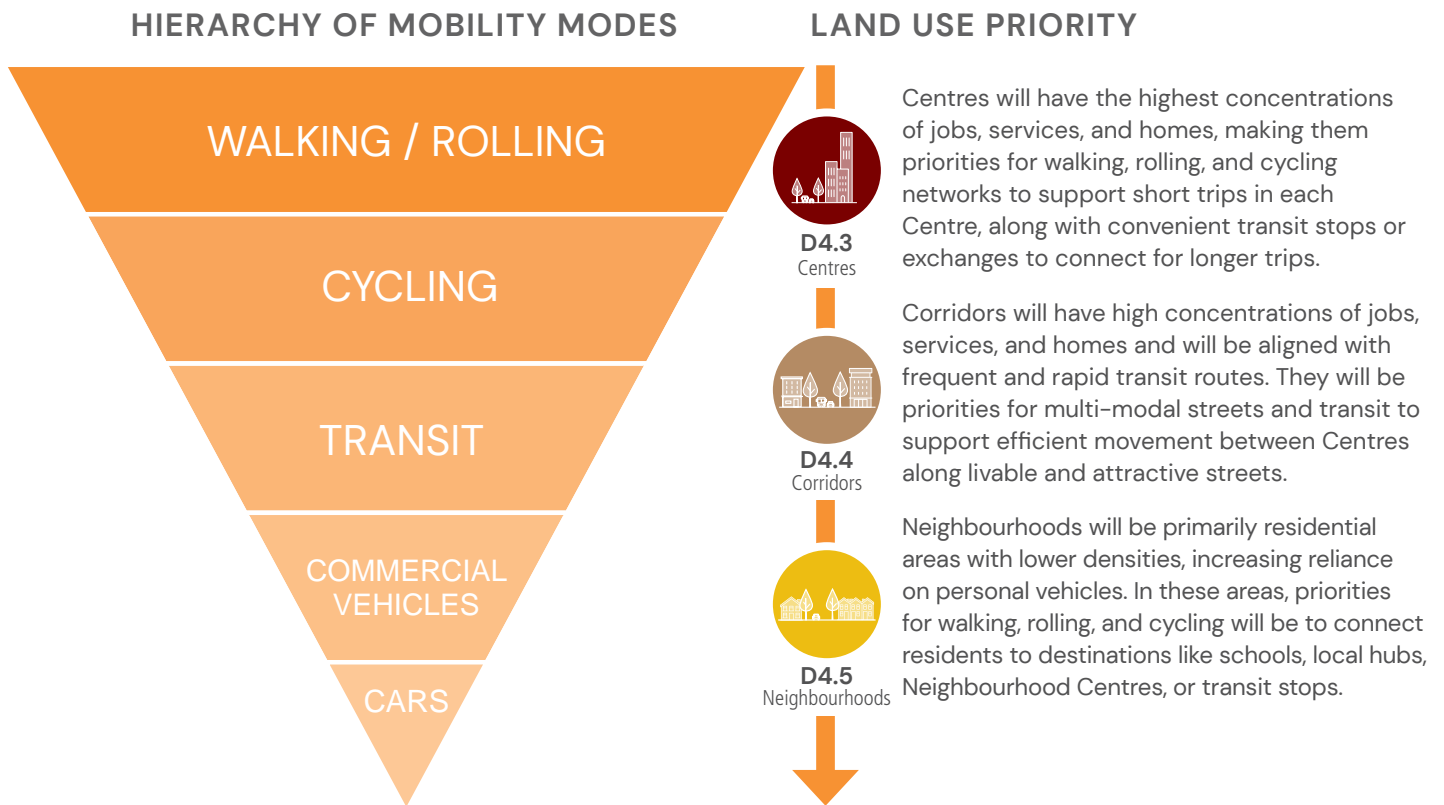 HIERARCHY OF MOBILITY MODES
WALKING / ROLLING
CYCLING
TRANSIT
COMMERCIAL
VEHICLES
CARS
LAND USE PRIORITY
D4.3
Centres
Centres will have the highest concentrations
of jobs, services, and homes, making them
priorities for walking, rolling, and cycling
networks to support short trips in each
Centre, along with convenient transit stops or
exchanges to connect for longer trips.
D4.4
Corridors
Corridors will have high concentrations of jobs,
services, and homes and will be aligned with
frequent and rapid transit routes. They will be
priorities for multi-modal streets and transit to
support efficient movement between Centres
along livable and attractive streets.
D4.5
Neighbourhoods
Neighbourhoods will be primarily residential
areas with lower densities, increasing reliance
on personal vehicles. In these areas, priorities
for walking, rolling, and cycling will be to connect
residents to destinations like schools, local hubs,
Neighbourhood Centres, or transit stops.